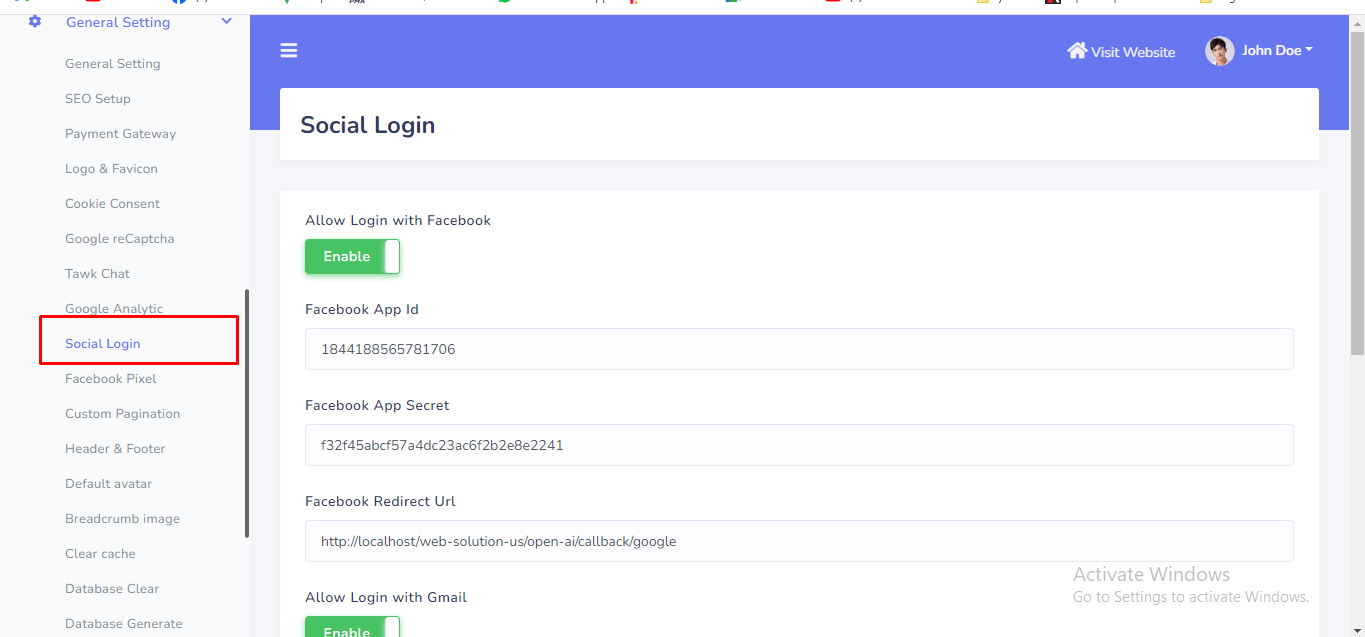 General Setting
General Setting
SEO Setup
Payment Gateway
Logo & Favicon
Cookie Consent
Google reCaptcha
Tawk Chat
Google Analytic
Social Login
Facebook Pixel
Custom Pagination
Header & Footer
Default avatar
Breadcrumb image
Clear cache
Database Clear
Database Generate
Visit Website
John Doe
Social Login
Allow Login with Facebook
Enable
Facebook App Id
1844188565781706
Facebook App Secret
f32f45abcf57a4dc23ac6f2b2e8e2241
Facebook Redirect Url
http://localhost/web-solution-us/open-ai/callback/google
Allow Login with Gmail
Enable
Activate Windows
Go to Settings to activate Windows.